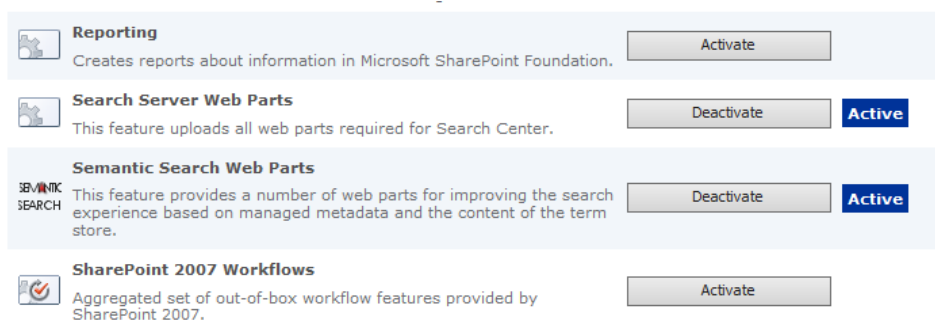 Reporting
Creates reports about information in Microsoft SharePoint Foundation.
Activate
Search Server Web Parts
This feature uploads all web parts required for Search Center.
Deactivate
Active
Semantic Search Web Parts
SEMANTIC
SEARCH
This feature provides a number of web parts for improving the search
experience based on managed metadata and the content of the term
store.
Deactivate
Active
SharePoint 2007 Workflows
Aggregated set of out-of-box workflow features provided by
SharePoint 2007.
Activate